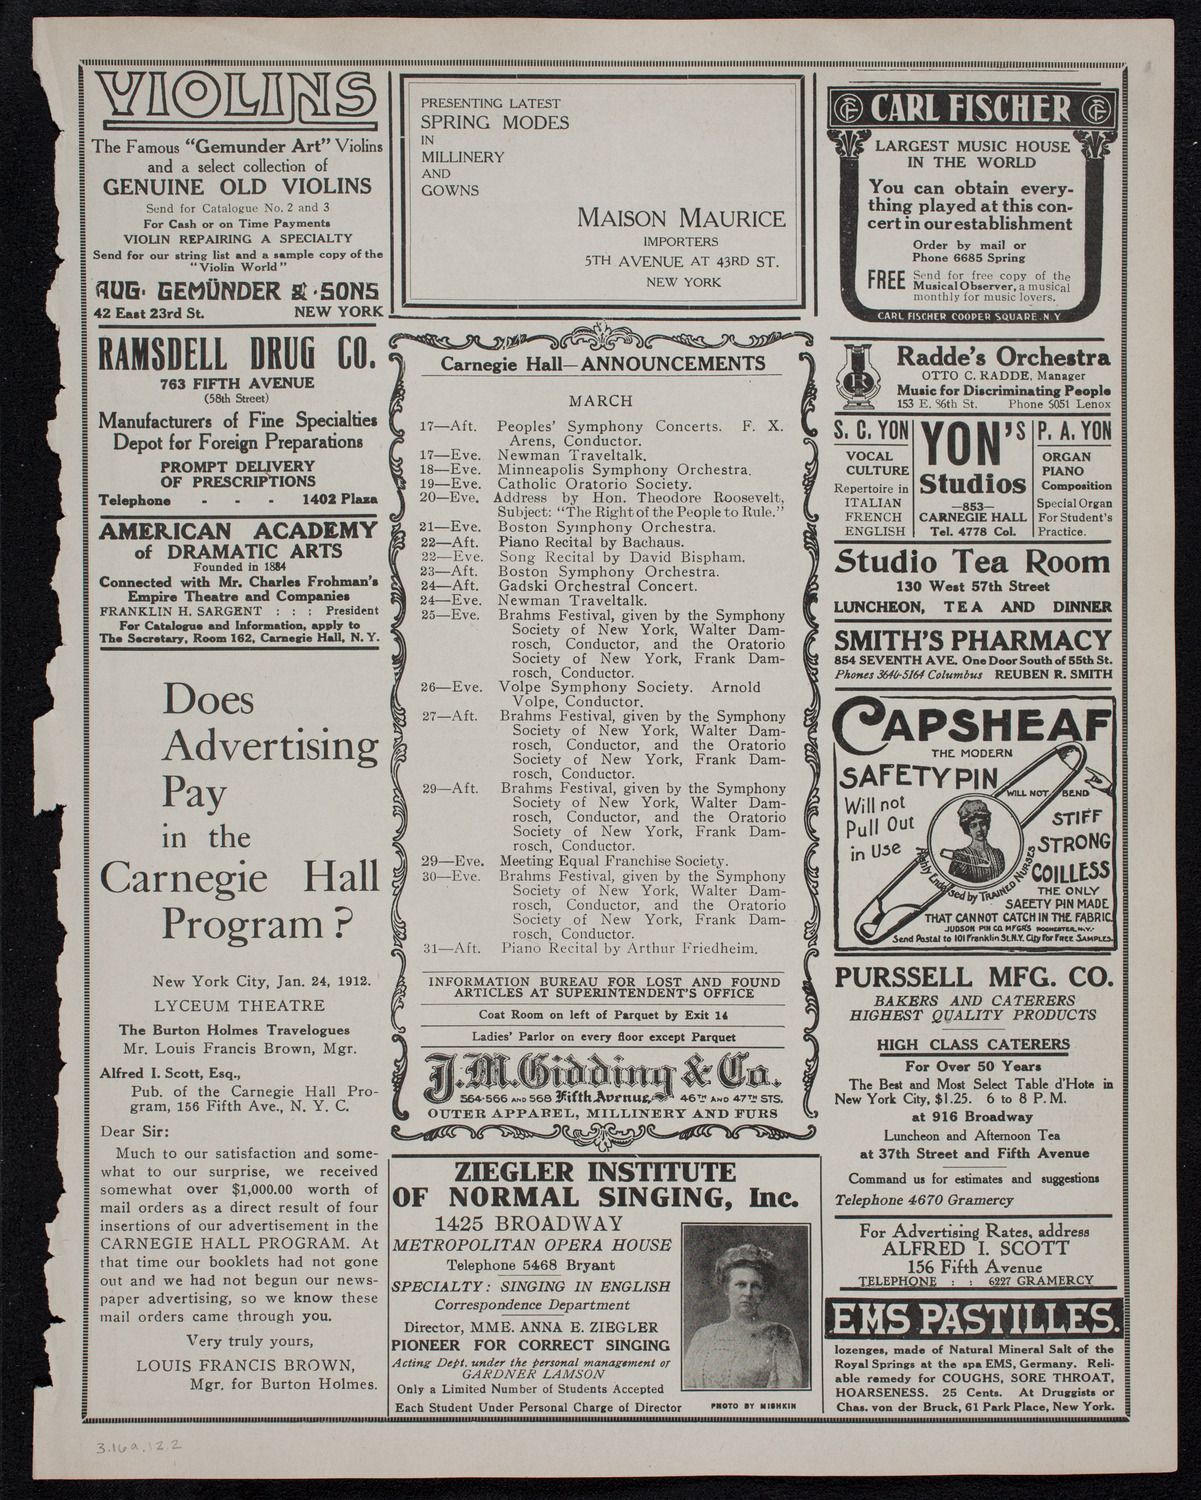 VIOLINS
The Famous "Gemunder Art" Violins
and a select collection of
GENUINE OLD VIOLINS
Send for Catalogue No. 2 and 3
For Cash or on Time Payments
VIOLIN REPAIRING A SPECIALTY
Send for our string list and a sample copy of the
"Violin World"
AUG. GEMÜNDER & SONS
42 East 23rd St. NEW YORK
RAMSDELL DRUG CO.
763 FIFTH AVENUE
(58th Street)
Manufacturers of Fine Specialties
Depot for Foreign Preparations
PROMPT DELIVERY
OF PRESCRIPTIONS
Telephone - - - 1402 Plaza
AMERICAN ACADEMY
of DRAMATIC ARTS
Founded in 1884
Connected with Mr. Charles Frohman's
Empire Theatre and Companies
FRANKLIN H. SARGENT : : : President
For Catalogue and Information, apply to
The Secretary, Room 162, Carnegie Hall, N. Y.
Does
Advertising
Pay
in the
Carnegie Hall
Program?
New York City, Jan. 24, 1912.
LYCEUM THEATRE
The Burton Holmes Travelogues
Mr. Louis Francis Brown, Mgr.
Alfred I. Scott, Esq.,
Pub. of the Carnegie Hall Pro-
gram, 156 Fifth Ave., N. Y. C.
Dear Sir:
Much to our satisfaction and some-
what to our surprise, we received
somewhat over $1,000.00 worth of
mail orders as a direct result of four
insertions of our advertisement in the
CARNEGIE HALL PROGRAM. At
that time our booklets had not gone
out and we had not begun our news-
paper advertising, so we know these
mail orders came through you.
Very truly yours,
LOUIS FRANCIS BROWN,
Mgr. for Burton Holmes.
PRESENTING LATEST
SPRING MODES
IN
MILLINERY
AND
GOWNS
MAISON MAURICE
IMPORTERS
5TH AVENUE AT 43RD ST.
NEW YORK
Carnegie Hall—ANNOUNCEMENTS
MARCH
17—Aft. Peoples' Symphony Concerts. F. X.
Arens, Conductor.
17—Eve. Newman Traveltalk.
18—Eve. Minneapolis Symphony Orchestra.
19—Eve. Catholic Oratorio Society.
20—Eve. Address by Hon. Theodore Roosevelt,
Subject: "The Right of the People to Rule."
21—Eve. Boston Symphony Orchestra.
22—Aft. Piano Recital by Bachaus.
22—Eve. Song Recital by David Bispham.
23—Aft. Boston Symphony Orchestra.
24—Aft. Gadski Orchestral Concert.
24—Eve. Newman Traveltalk.
25—Eve. Brahms Festival, given by the Symphony
Society of New York, Walter Dam-
rosch, Conductor, and the Oratorio
Society of New York, Frank Dam-
rosch, Conductor.
26—Eve. Volpe Symphony Society. Arnold
Volpe, Conductor.
27—Aft. Brahms Festival, given by the Symphony
Society of New York, Walter Dam-
rosch, Conductor, and the Oratorio
Society of New York, Frank Dam-
rosch, Conductor.
29—Aft. Brahms Festival, given by the Symphony
Society of New York, Walter Dam-
rosch, Conductor, and the Oratorio
Society of New York, Frank Dam-
rosch, Conductor.
29—Eve. Meeting Equal Franchise Society.
30—Eve. Brahms Festival, given by the Symphony
Society of New York, Walter Dam-
rosch, Conductor, and the Oratorio
Society of New York, Frank Dam-
rosch, Conductor.
31—Aft. Piano Recital by Arthur Friedheim.
INFORMATION BUREAU FOR LOST AND FOUND
ARTICLES AT SUPERINTENDENT'S OFFICE
Coat Room on left of Parquet by Exit 14
Ladies' Parlor on every floor except Parquet
J. M. Gidding & Co.
564-566 AND 568 Fifth Avenue, 46TH AND 47TH STS.
OUTER APPAREL, MILLINERY AND FURS
ZIEGLER INSTITUTE
OF NORMAL SINGING, Inc.
1425 BROADWAY
METROPOLITAN OPERA HOUSE
Telephone 5468 Bryant
SPECIALTY: SINGING IN ENGLISH
Correspondence Department
Director, MME. ANNA E. ZIEGLER
PIONEER FOR CORRECT SINGING
Acting Dept. under the personal management of
GARDNER LAMSON
Only a Limited Number of Students Accepted
Each Student Under Personal Charge of Director
PHOTO BY MISHKIN
CF CARL FISCHER CF
LARGEST MUSIC HOUSE
IN THE WORLD
You can obtain every-
thing played at this con-
cert in our establishment
Order by mail or
Phone 6685 Spring
FREE Send for free copy of the
Musical Observer, a musical
monthly for music lovers.
CARL FISCHER COOPER SQUARE. N.Y
R
Radde's Orchestra
OTTO C. RADDE, Manager
Music for Discriminating People
153 E. 86th St. Phone 5051 Lenox
S. C. YON
VOCAL
CULTURE
Repertoire in
ITALIAN
FRENCH
ENGLISH
YON'S
Studios
—853—
CARNEGIE HALL
Tel. 4778 Col.
P. A. YON
ORGAN
PIANO
Composition
Special Organ
For Student's
Practice.
Studio Tea Room
130 West 57th Street
LUNCHEON, TEA AND DINNER
SMITH'S PHARMACY
854 SEVENTH AVE. One Door South of 55th St.
Phones 3646-5164 Columbus REUBEN R. SMITH
CAPSHEAF
THE MODERN
SAFETY PIN
WILL NOT BEND
Will not
Pull Out
in Use
STIFF
STRONG
COILLESS
Highly Endorsed by TRAINED NURSES
THE ONLY
SAFETY PIN MADE
THAT CANNOT CATCH IN THE FABRIC
JUDSON PIN CO. MFGRS ROCHESTER, N.Y.
Send Postal to 101 Franklin St. N.Y. City For FREE SAMPLES.
PURSSELL MFG. CO.
BAKERS AND CATERERS
HIGHEST QUALITY PRODUCTS
HIGH CLASS CATERERS
For Over 50 Years
The Best and Most Select Table d'Hote in
New York City, $1.25. 6 to 8 P. M.
at 916 Broadway
Luncheon and Afternoon Tea
at 37th Street and Fifth Avenue
Command us for estimates and suggestions
Telephone 4670 Gramercy
For Advertising Rates, address
ALFRED I. SCOTT
156 Fifth Avenue
TELEPHONE : : 6227 GRAMERCY
EMS PASTILLES.
lozenges, made of Natural Mineral Salt of the
Royal Springs at the spa EMS, Germany. Reli-
able remedy for COUGHS, SORE THROAT,
HOARSENESS. 25 Cents. At Druggists or
Chas. von der Bruck, 61 Park Place, New York.
3.16a.12.2